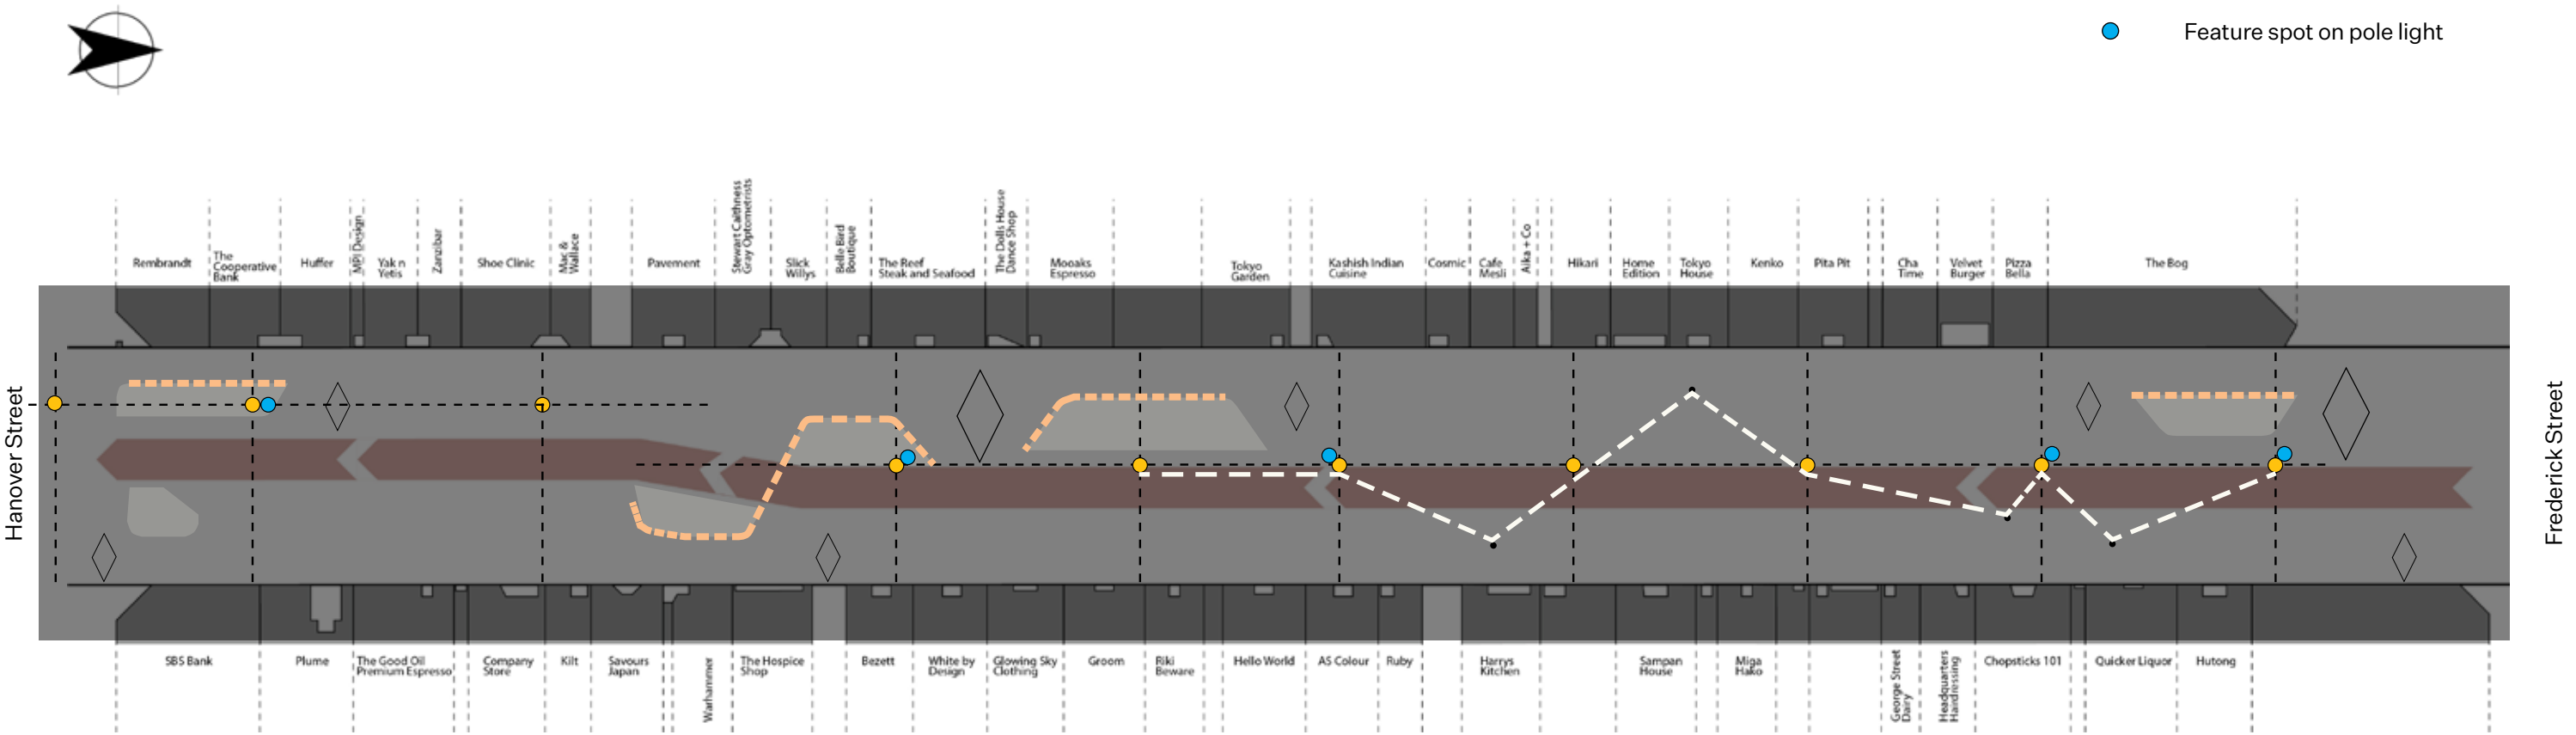 Feature spot on pole light
Hanover Street
Frederick Street
Rembrandt
The
Cooperative
Bank
Huffer
MPI Design
Yak n
Yetis
Zanzibar
Shoe Clinic
Mac &
Wallace
Pavement
Stewart Caithness
Gray Optometrists
Slick
Willys
Belle Bird
Boutique
The Reef
Steak and Seafood
The Dolls House
Dance Shop
Mooaks
Espresso
Tokyo
Garden
Kashish Indian
Cuisine
Cosmic
Cafe
Mesli
Aika + Co
Hikari
Home
Edition
Tokyo
House
Kenko
Pita Pit
Cha
Time
Velvet
Burger
Pizza
Bella
The Bog
SBS Bank
Plume
The Good Oil
Premium Espresso
Company
Store
Kilt
Savours
Japan
Warhammer
The Hospice
Shop
Bezett
White by
Design
Glowing Sky
Clothing
Groom
Riki
Beware
Hello World
AS Colour
Ruby
Harrys
Kitchen
Sampan
House
Miga
Hako
George Street
Dairy
Headquarters
Hairdressing
Chopsticks 101
Quicker Liquor
Hutong